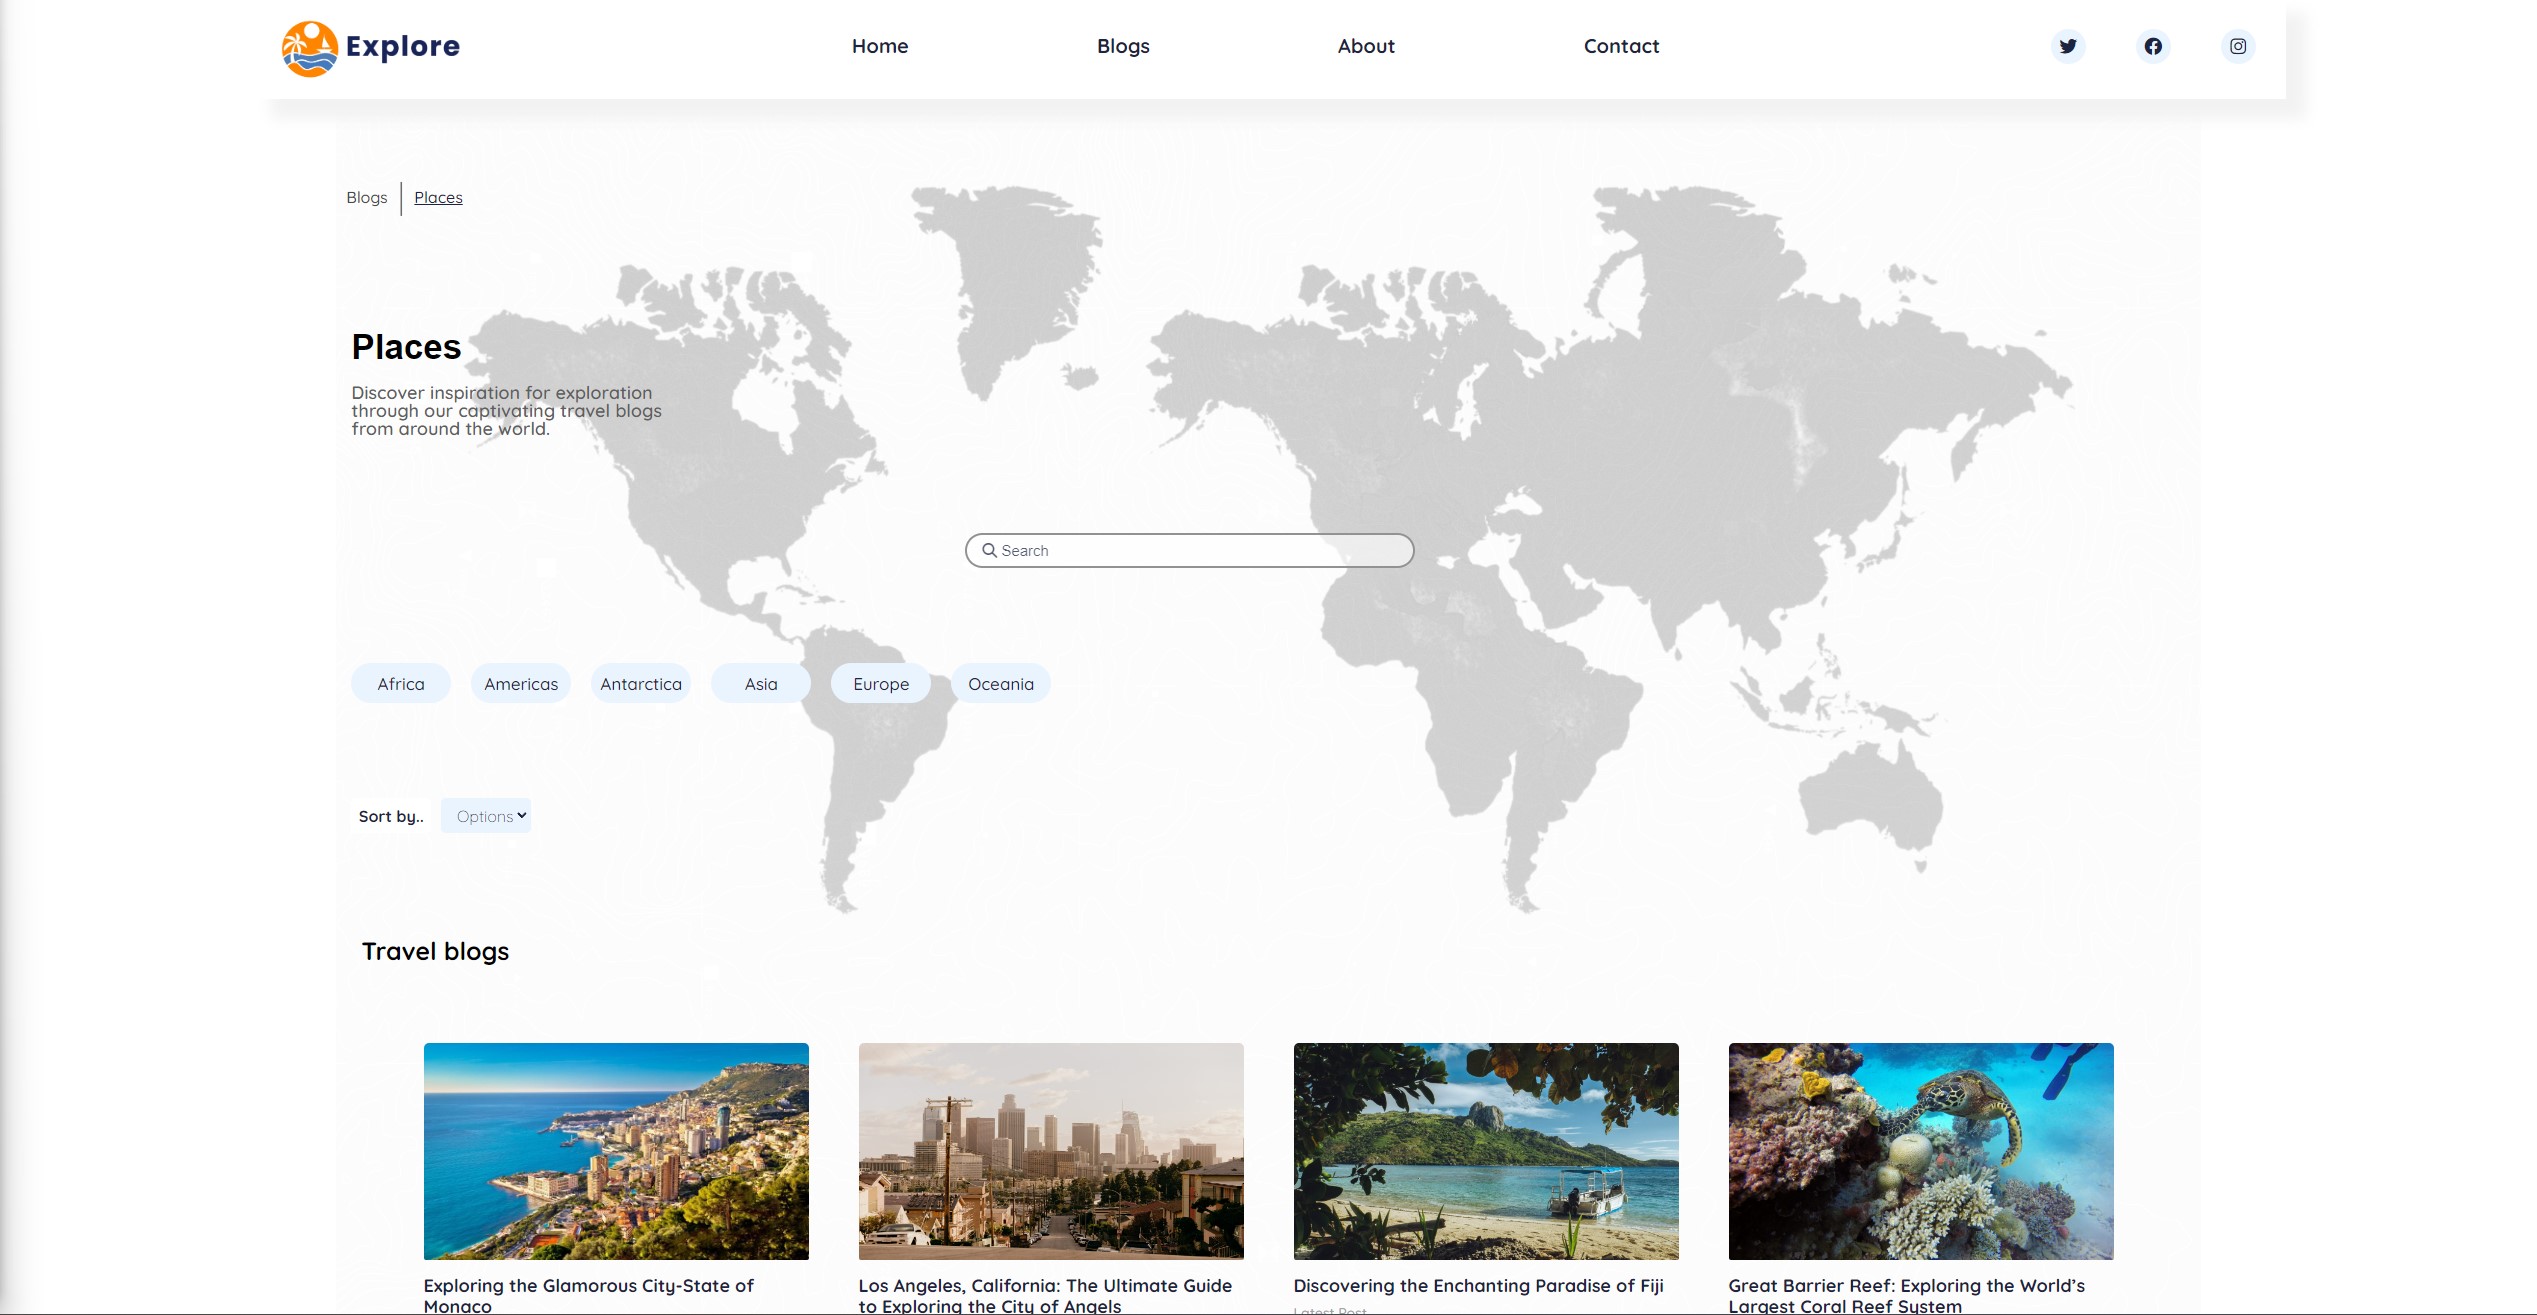 Explore
Home
Blogs
About
Contact
Blogs
Places
Places
Discover inspiration for exploration
through our captivating travel blogs
from around the world.
Search
Africa
Americas
Antarctica
Asia
Europe
Oceania
Sort by..
Options
Travel blogs
Exploring the Glamorous City-State of
Monaco
Los Angeles, California: The Ultimate Guide
to Exploring the City of Angels
Discovering the Enchanting Paradise of Fiji
Latest Post
Great Barrier Reef: Exploring the World's
Largest Coral Reef System